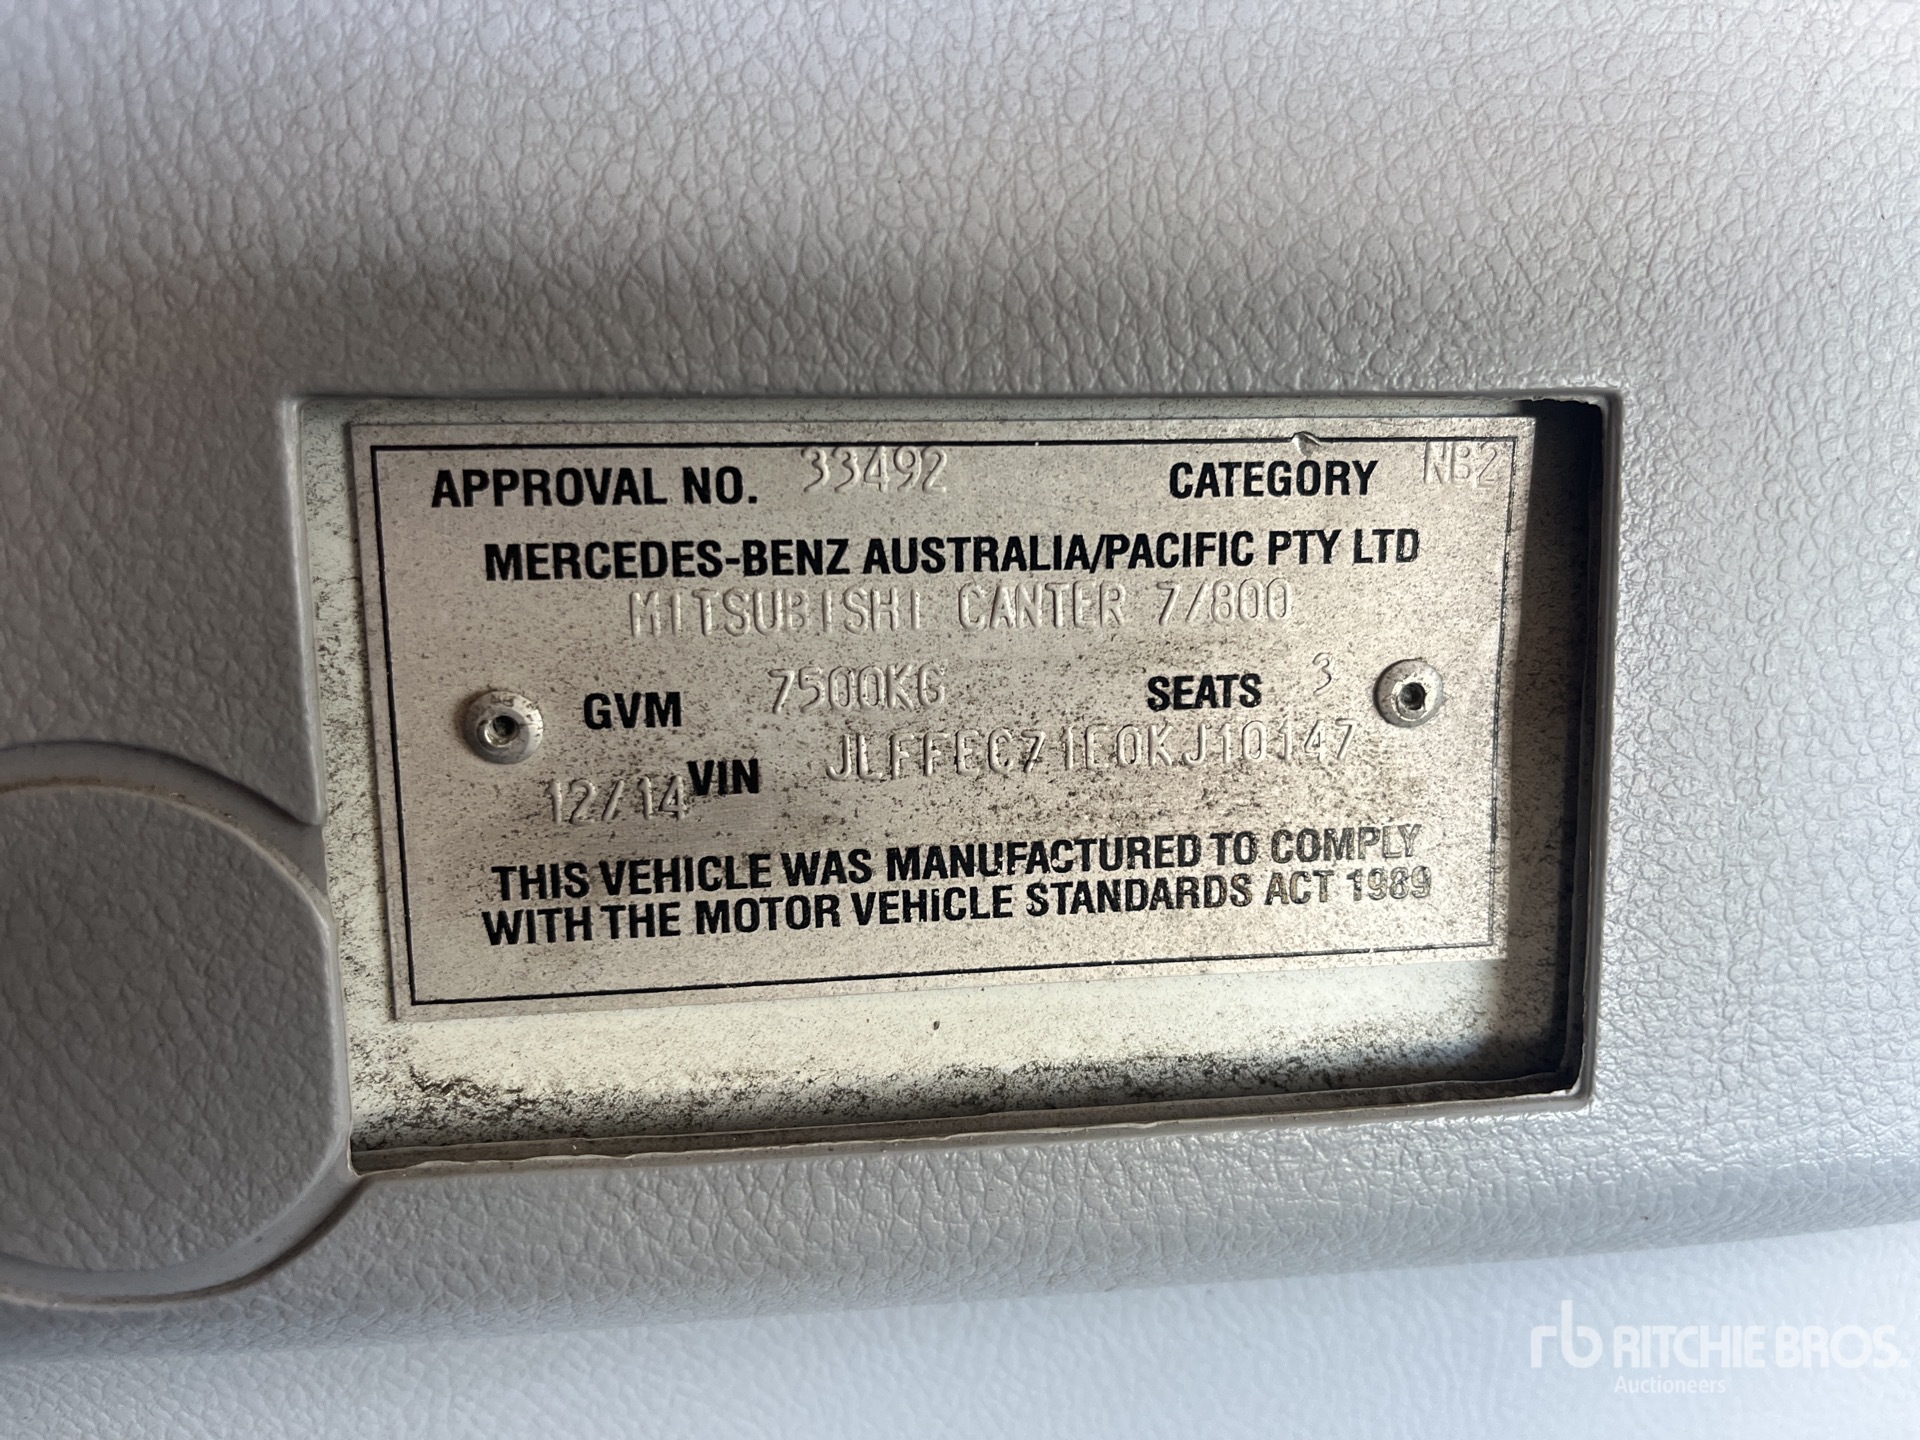 APPROVAL NO. 33492 CATEGORY NB2
MERCEDES-BENZ AUSTRALIA/PACIFIC PTY LTD
MITSUBISHI CANTER 7/800
GVM 7500KG SEATS 3
12/14 VIN JLFFEC71E0KJ10147
THIS VEHICLE WAS MANUFACTURED TO COMPLY
WITH THE MOTOR VEHICLE STANDARDS ACT 1989
rb RITCHIE BROS.
Auctioneers